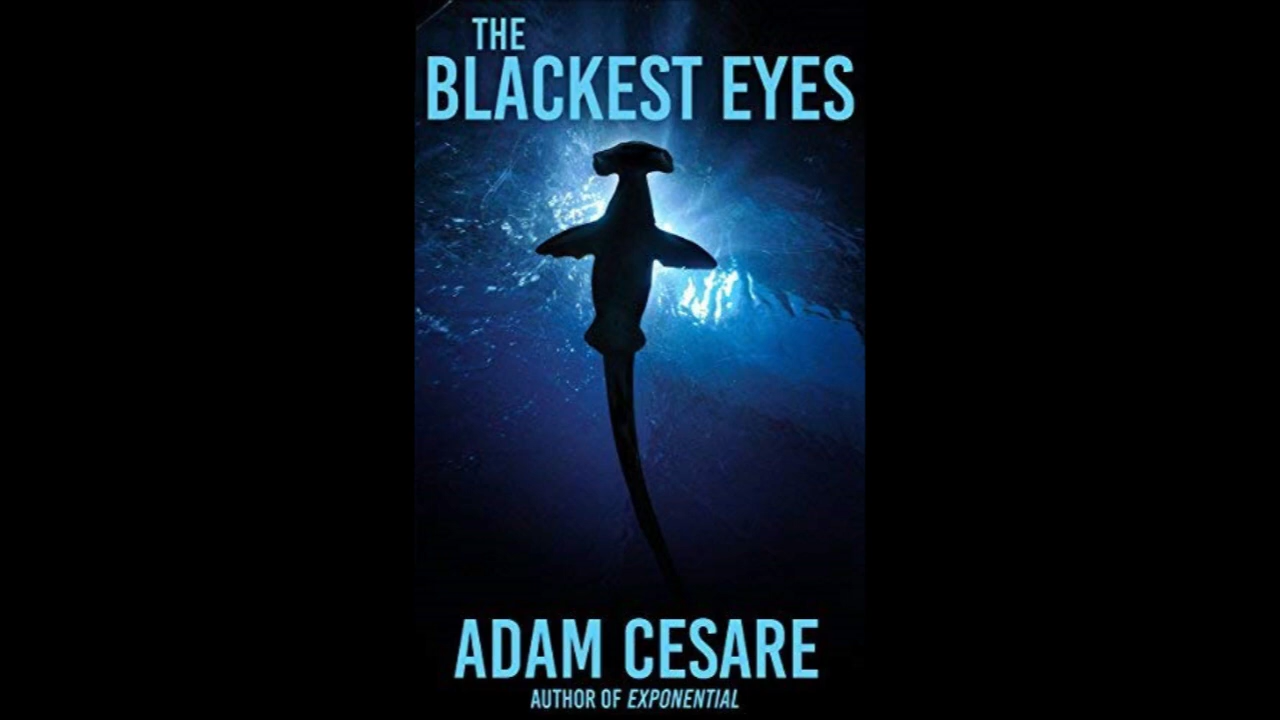 THE
BLACKEST EYES
ADAM CESARE
AUTHOR OF EXPONENTIAL